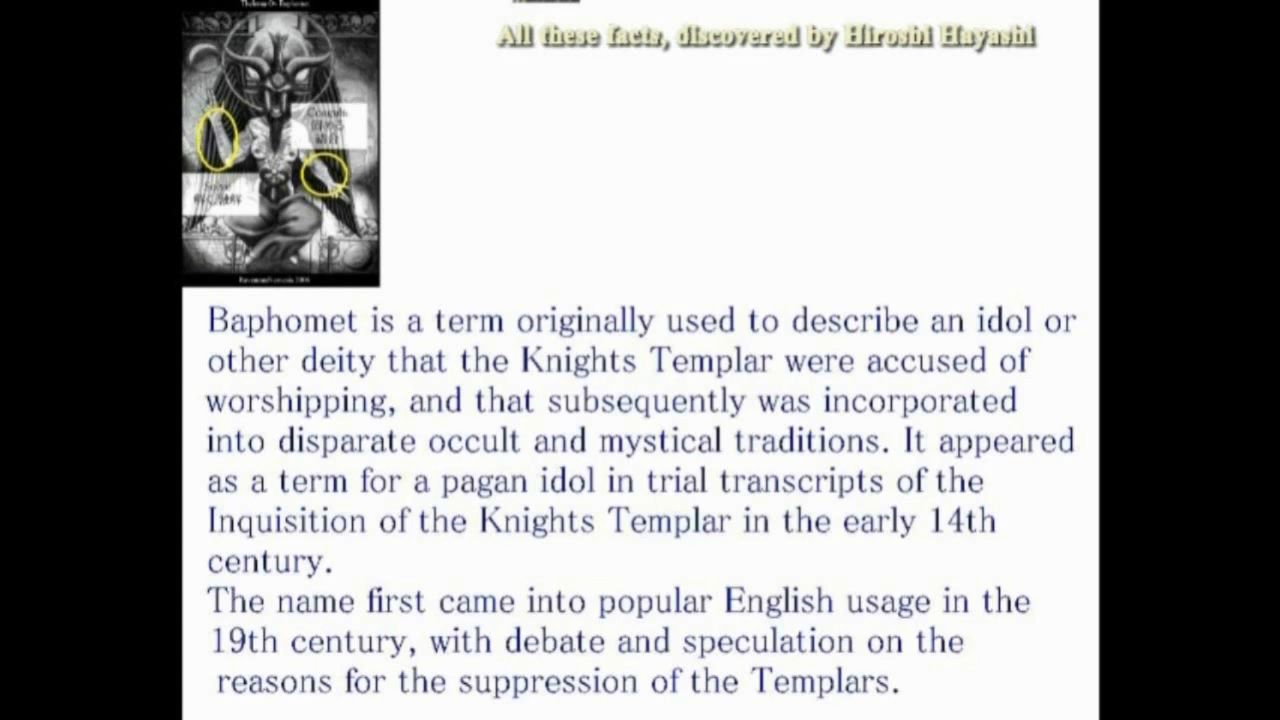 All these facts, discovered by Hiroshi Hayashi
Baphomet is a term originally used to describe an idol or
other deity that the Knights Templar were accused of
worshipping, and that subsequently was incorporated
into disparate occult and mystical traditions. It appeared
as a term for a pagan idol in trial transcripts of the
Inquisition of the Knights Templar in the early 14th
century.
The name first came into popular English usage in the
19th century, with debate and speculation on the
reasons for the suppression of the Templars.